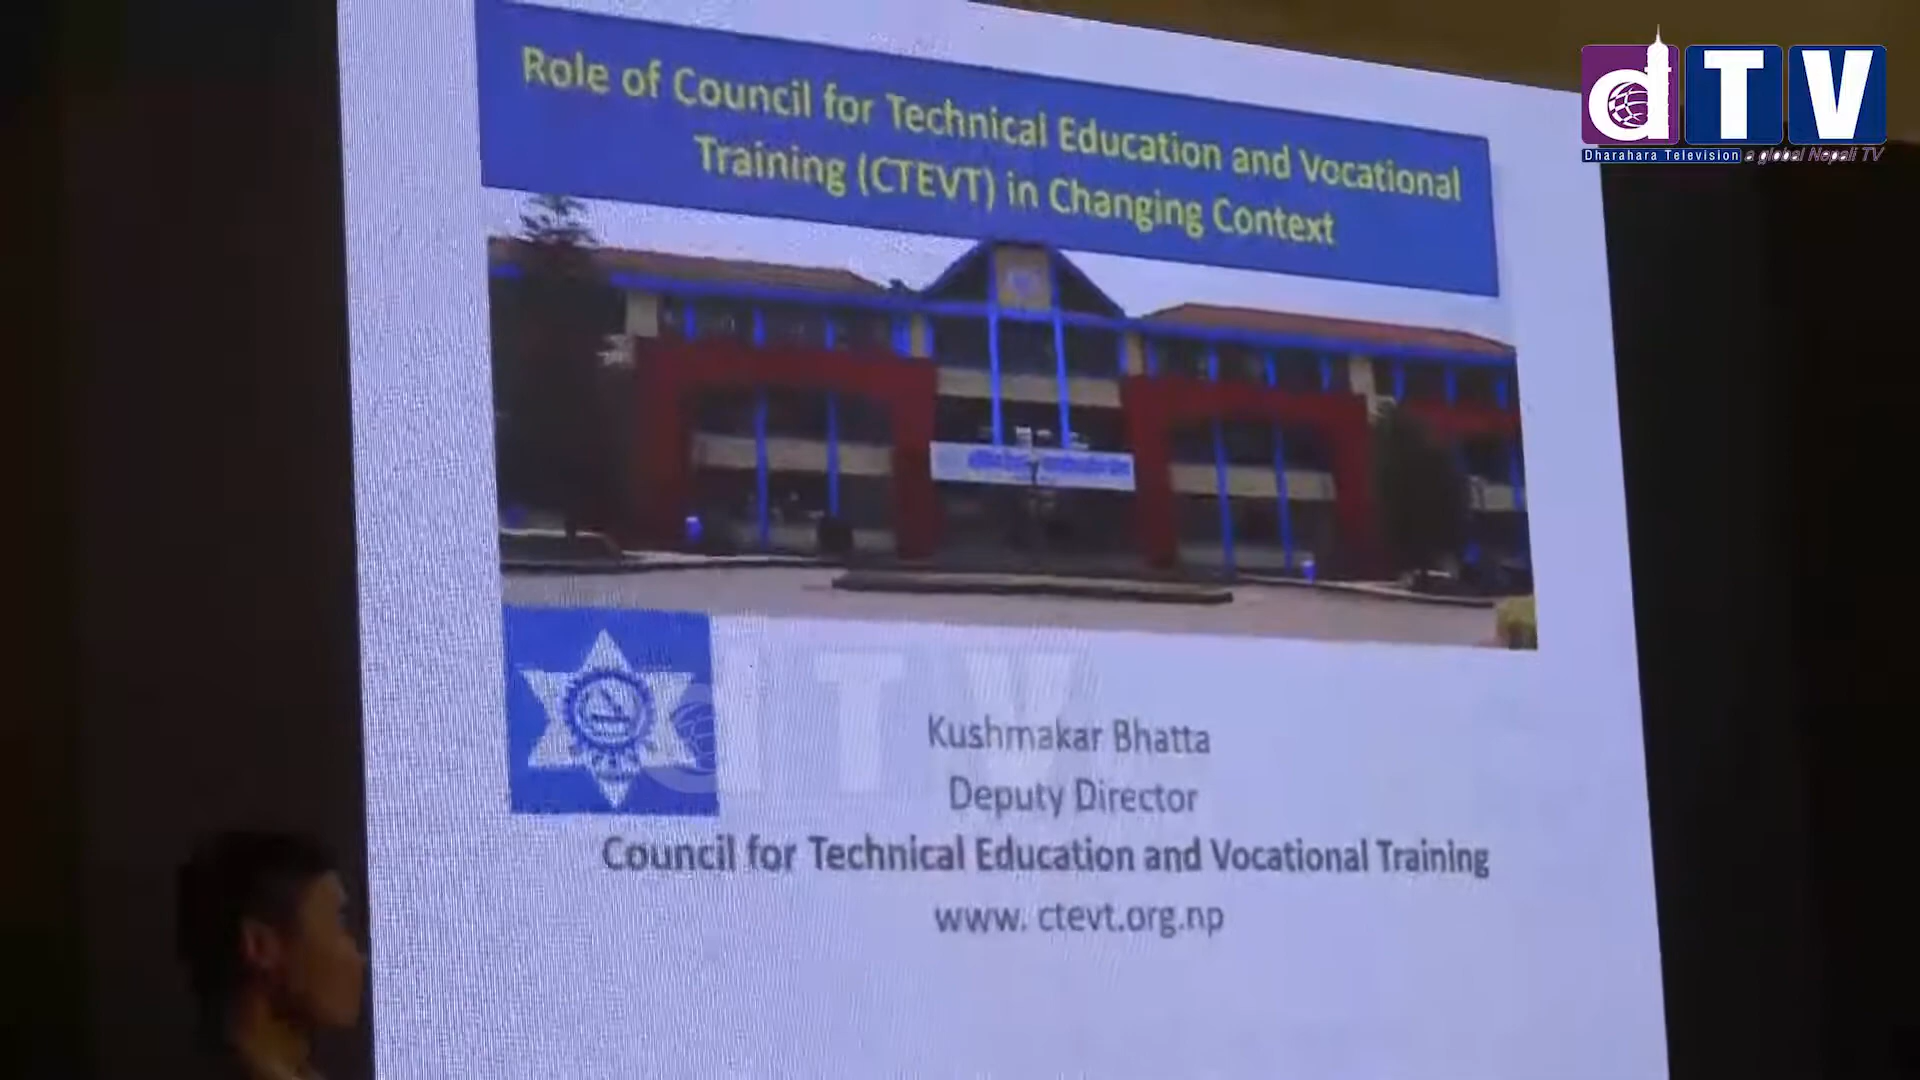 Role of Council for Technical Education and Vocational
Training (CTEVT) in Changing Context
Kushmakar Bhatta
Deputy Director
Council for Technical Education and Vocational Training
www. ctevt.org.np
dTV
Dharahara Television a global Nepali TV
dTV